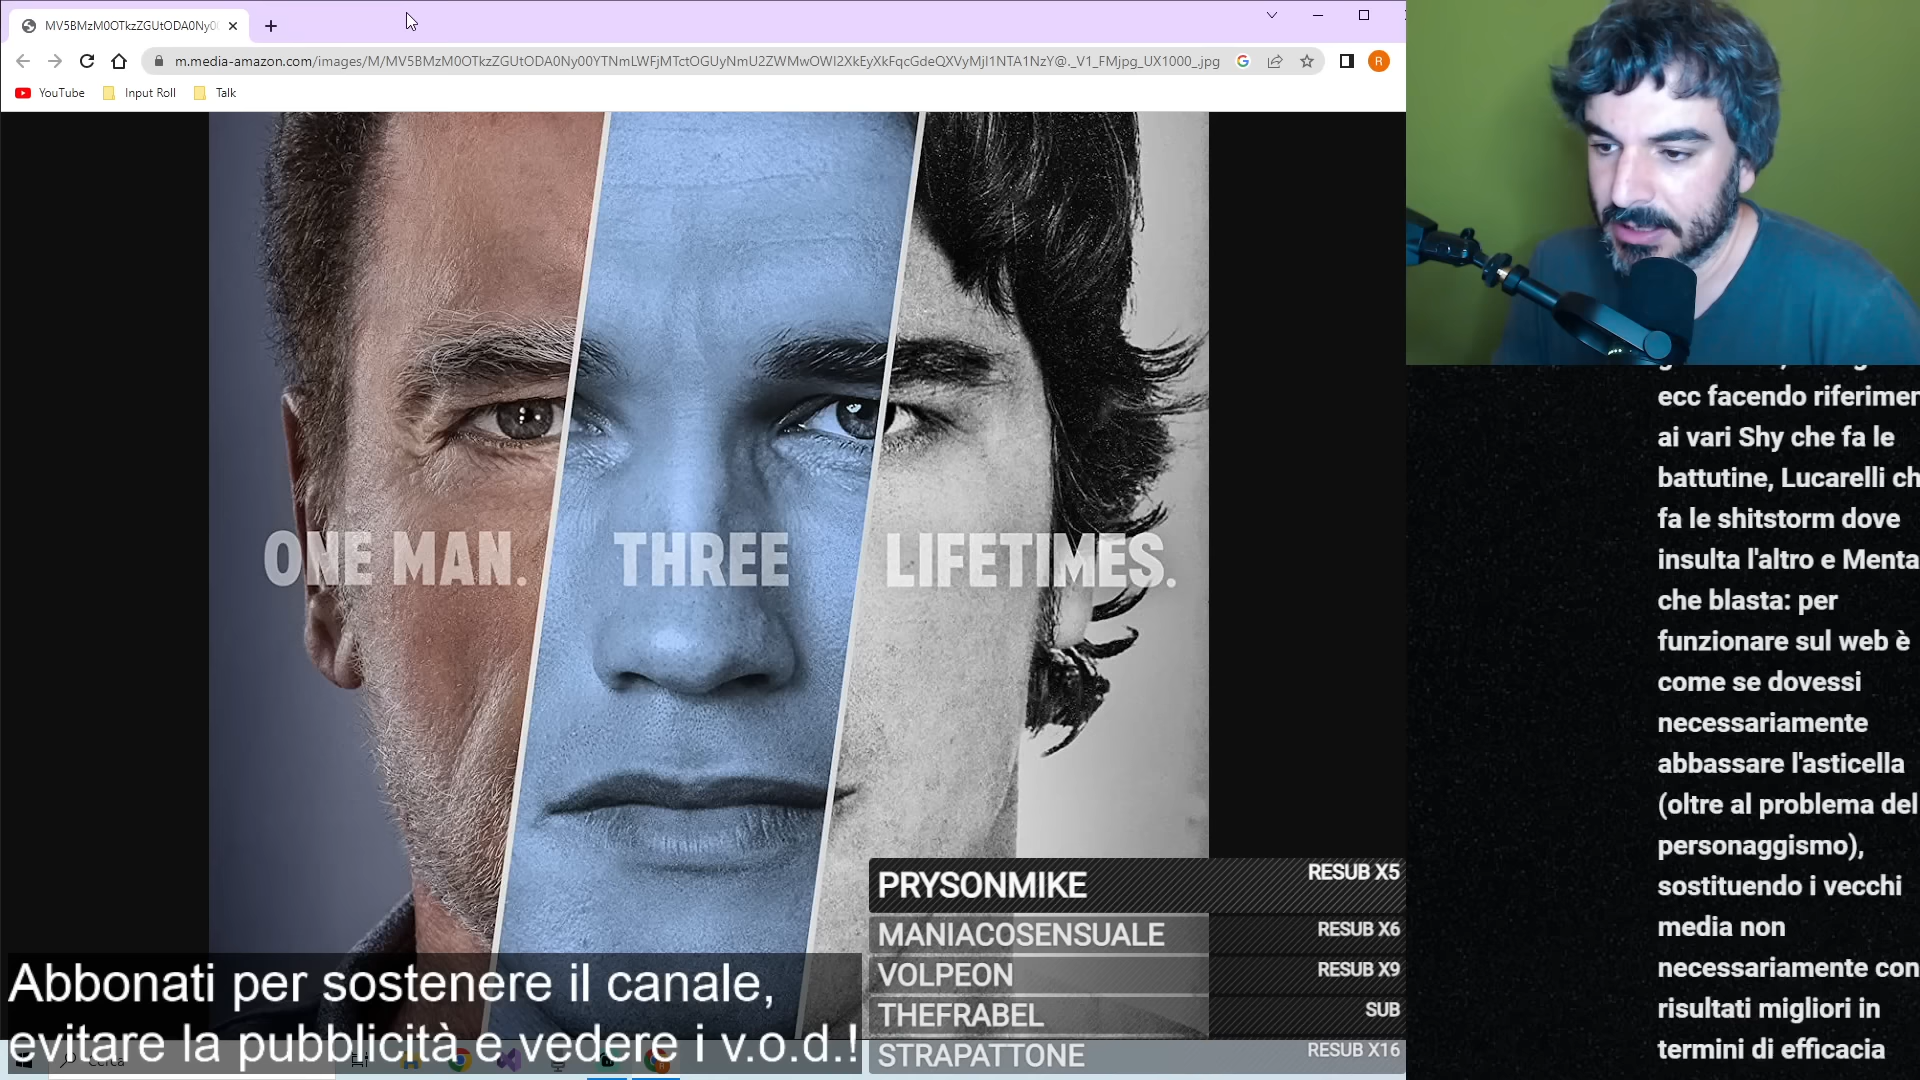 MV5BMzM0OTkzZGUtODA0Ny00
m.media-amazon.com/images/M/MV5BMzM0OTkzZGUtODA0Ny00YTNmLWFjMTctOGUyNmU2ZWMwOWI2XkEyXkFqcGdeQXVyMjI1NTA1NzY@._V1_FMjpg_UX1000_.jpg
R
YouTube
Input Roll
Talk
ONE MAN. THREE LIFETIMES.
PRYSONMIKE RESUB X5
MANIACOSENSUALE RESUB X6
VOLPEON RESUB X9
THEFRABEL SUB
STRAPATTONE RESUB X16
Abbonati per sostenere il canale,
evitare la pubblicità e vedere i v.o.d.!
Cerca
ecc facendo riferimen
ai vari Shy che fa le
battutine, Lucarelli ch
fa le shitstorm dove
insulta l'altro e Menta
che blasta: per
funzionare sul web è
come se dovessi
necessariamente
abbassare l'asticella
(oltre al problema del
personaggismo),
sostituendo i vecchi
media non
necessariamente con
risultati migliori in
termini di efficacia